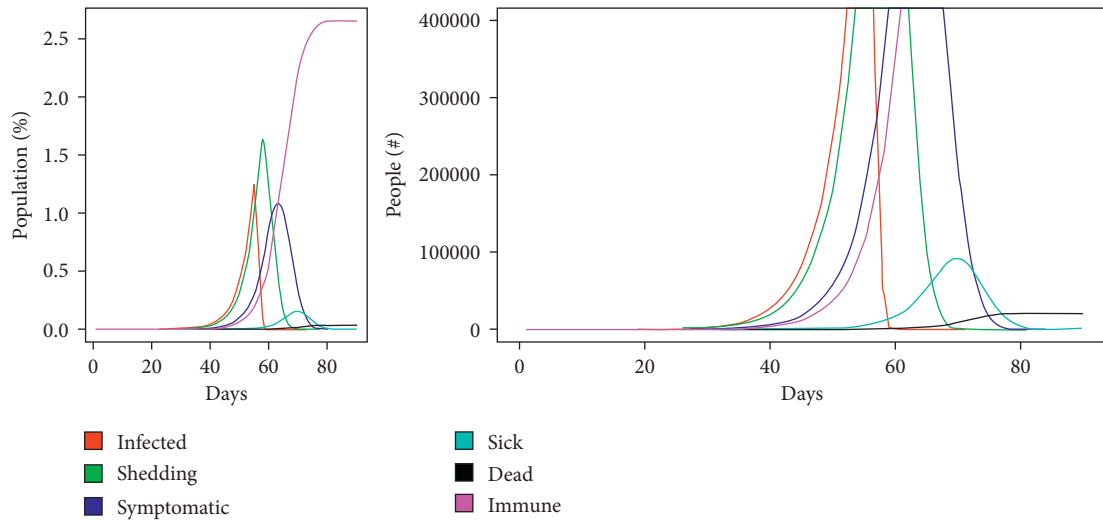 Population (%)
2.5
2.0
1.5
1.0
0.5
0.0
0 20 40 60 80
Days
People (#)
400000
300000
200000
100000
0
0 20 40 60 80
Days
Infected
Shedding
Symptomatic
Sick
Dead
Immune